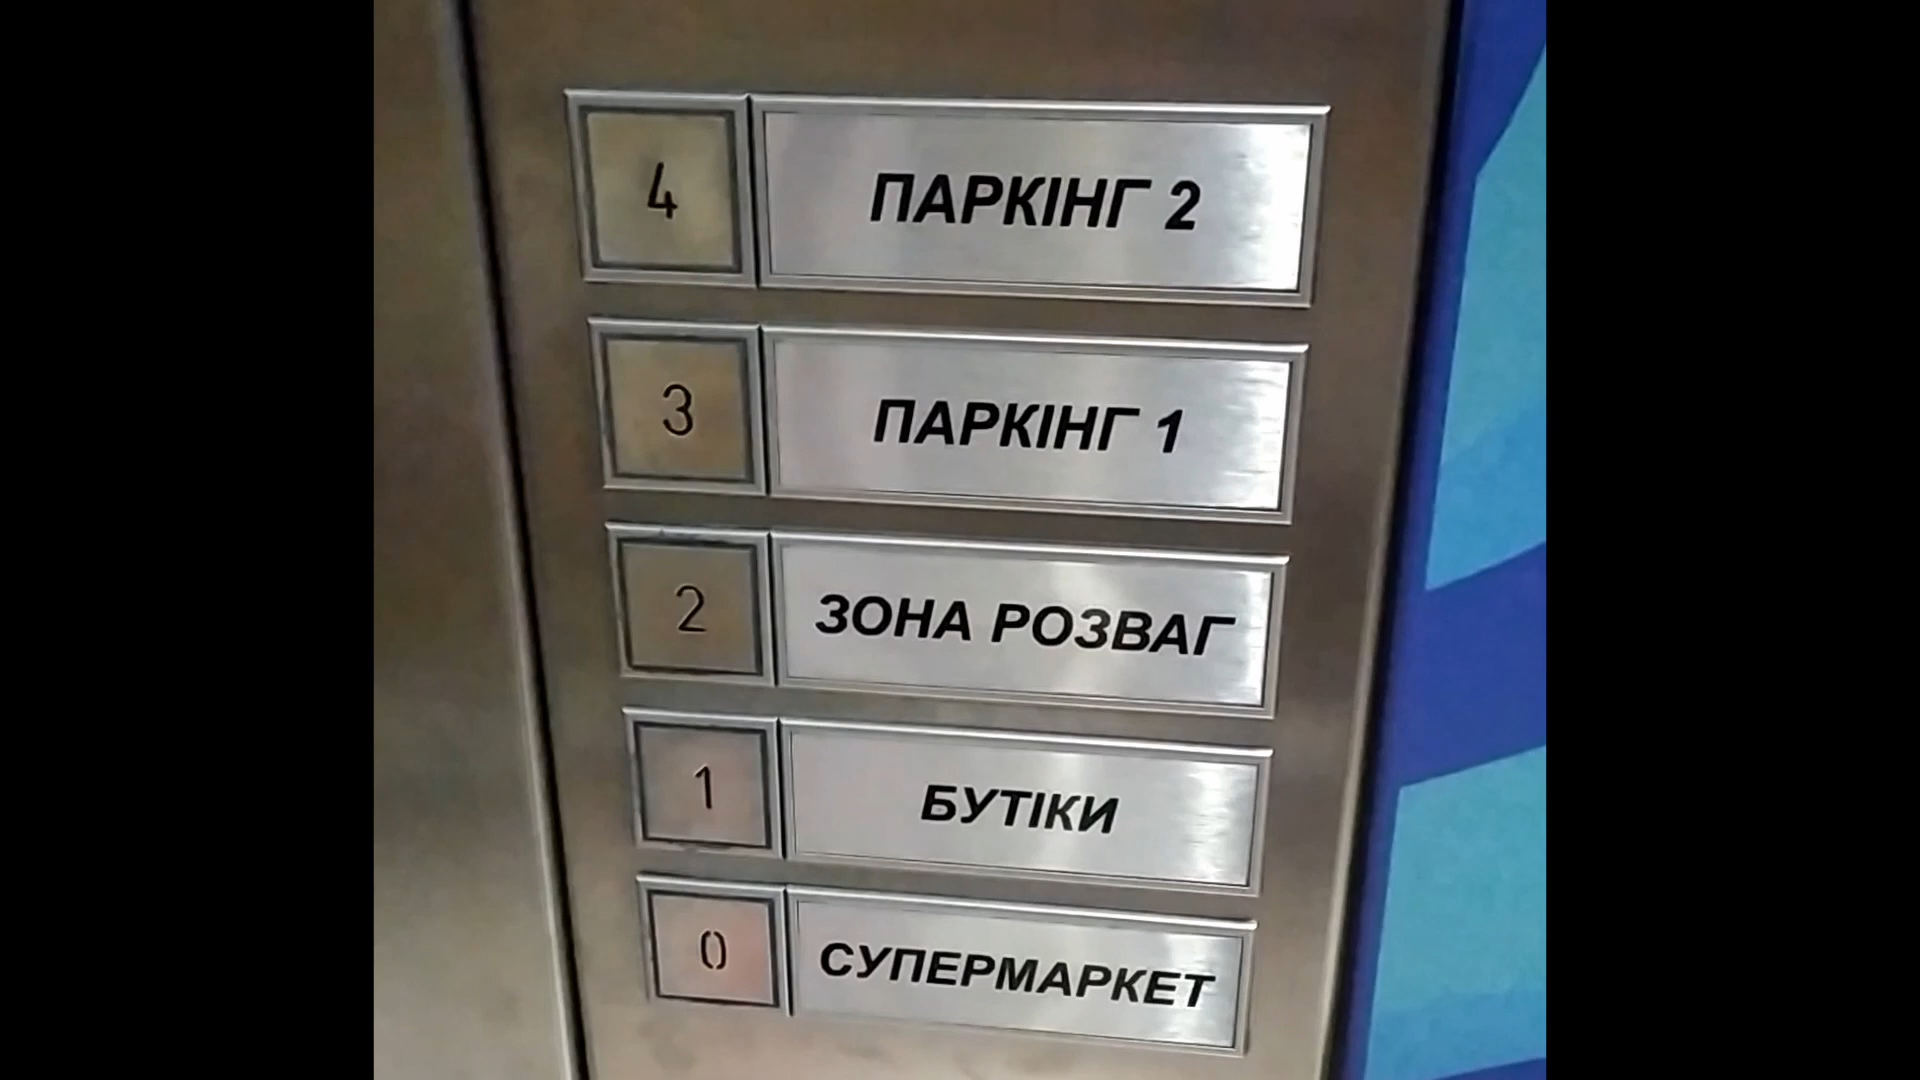 4 ПАРКІНГ 2
3 ПАРКІНГ 1
2 ЗОНА РОЗВАГ
1 БУТІКИ
0 СУПЕРМАРКЕТ